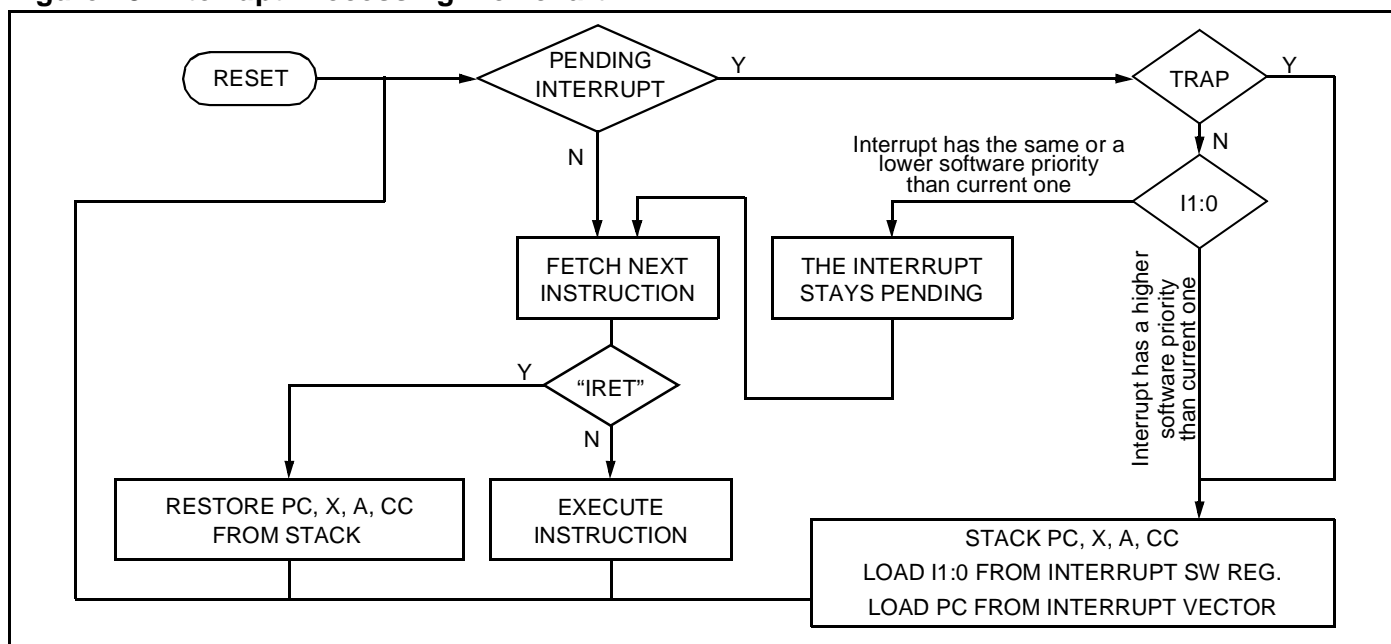 RESET
PENDING
INTERRUPT
Y
TRAP
Y
N
N
Interrupt has the same or a
lower software priority
than current one
I1:0
FETCH NEXT
INSTRUCTION
THE INTERRUPT
STAYS PENDING
Interrupt has a higher
software priority
than current one
Y
“IRET”
N
RESTORE PC, X, A, CC
FROM STACK
EXECUTE
INSTRUCTION
STACK PC, X, A, CC
LOAD I1:0 FROM INTERRUPT SW REG.
LOAD PC FROM INTERRUPT VECTOR